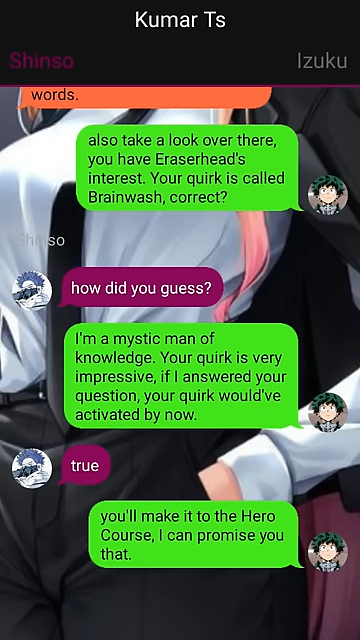 Kumar Ts
Shinso
Izuku
words.
also take a look over there,
you have Eraserhead's
interest. Your quirk is called
Brainwash, correct?
Shinso
how did you guess?
I'm a mystic man of
knowledge. Your quirk is very
impressive, if I answered your
question, your quirk would've
activated by now.
true
you'll make it to the Hero
Course, I can promise you
that.